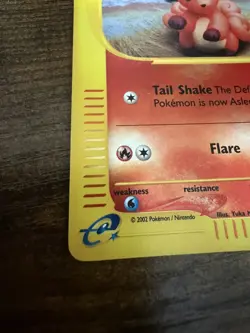 Tail Shake The Def
Pokémon is now Aslee
Flare
weakness resistance
© 2002 Pokémon / Nintendo
Illus. Yuka